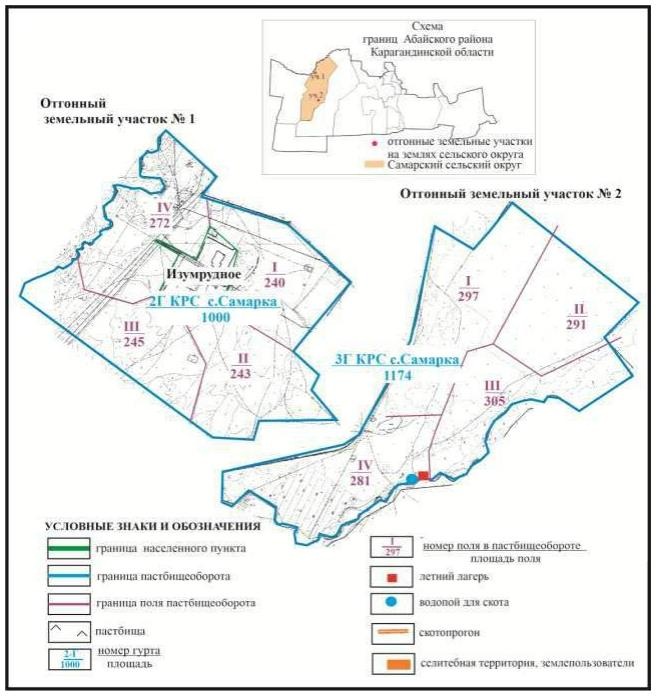 Схема
границ Абайского района
Карагандинской области
уч.1
уч.2
отгонные земельные участки
на землях сельского округа
Самарский сельский округ
Отгонный
земельный участок № 1
IV
272
Изумрудное
I
240
2Г КРС с.Самарка
1000
III
245
II
243
Отгонный земельный участок № 2
I
297
II
291
3Г КРС с.Самарка
1174
III
305
IV
281
УСЛОВНЫЕ ЗНАКИ И ОБОЗНАЧЕНИЯ
граница населенного пункта
граница пастбищеоборота
граница поля пастбищеоборота
пастбища
2-Г
1000
номер гурта
площадь
I
297
номер поля в пастбищеобороте
площадь поля
летний лагерь
водопой для скота
скотопрогон
селитебная территория, землепользователи